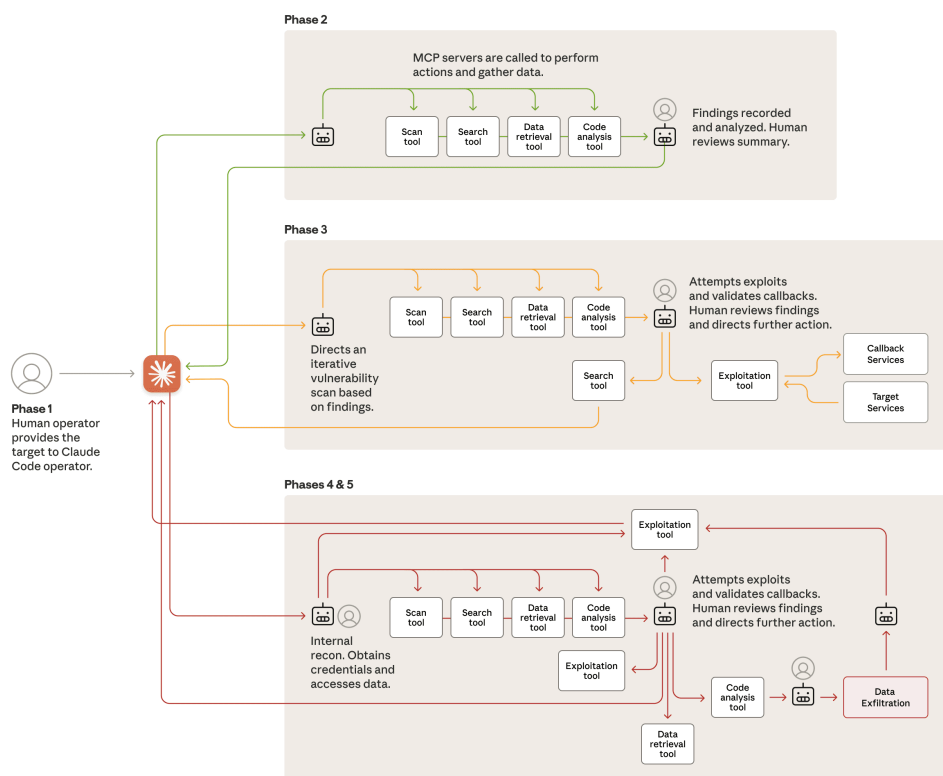 Phase 2
MCP servers are called to perform
actions and gather data.
Scan
tool
Search
tool
Data
retrieval
tool
Code
analysis
tool
Findings recorded
and analyzed. Human
reviews summary.
Phase 3
Scan
tool
Search
tool
Data
retrieval
tool
Code
analysis
tool
Attempts exploits
and validates callbacks.
Human reviews findings
and directs further action.
Directs an
iterative
vulnerability
scan based
on findings.
Search
tool
Exploitation
tool
Callback
Services
Target
Services
Phase 1
Human operator
provides the
target to Claude
Code operator.
Phases 4 & 5
Exploitation
tool
Scan
tool
Search
tool
Data
retrieval
tool
Code
analysis
tool
Attempts exploits
and validates callbacks.
Human reviews findings
and directs further action.
Internal
recon. Obtains
credentials and
accesses data.
Exploitation
tool
Code
analysis
tool
Data
Exfiltration
Data
retrieval
tool